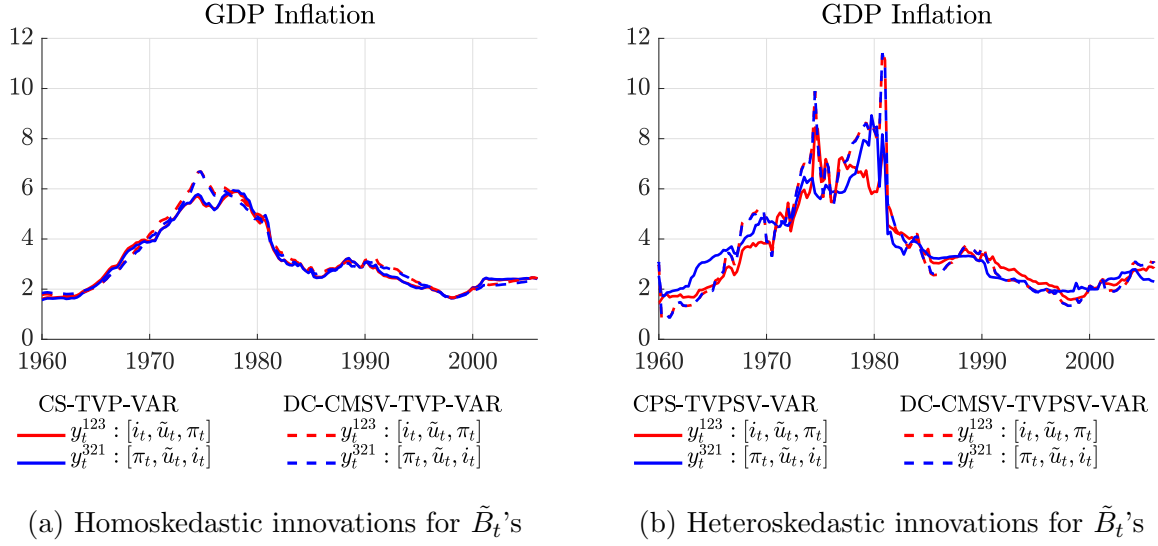 GDP Inflation
12
10
8
6
4
2
0
1960 1970 1980 1990 2000
CS-TVP-VAR DC-CMSV-TVP-VAR
y_t^{123} : [i_t, ũ_t, π_t] y_t^{123} : [i_t, ũ_t, π_t]
y_t^{321} : [π_t, ũ_t, i_t] y_t^{321} : [π_t, ũ_t, i_t]
(a) Homoskedastic innovations for B̃_t's
GDP Inflation
12
10
8
6
4
2
0
1960 1970 1980 1990 2000
CPS-TVPSV-VAR DC-CMSV-TVPSV-VAR
y_t^{123} : [i_t, ũ_t, π_t] y_t^{123} : [i_t, ũ_t, π_t]
y_t^{321} : [π_t, ũ_t, i_t] y_t^{321} : [π_t, ũ_t, i_t]
(b) Heteroskedastic innovations for B̃_t's